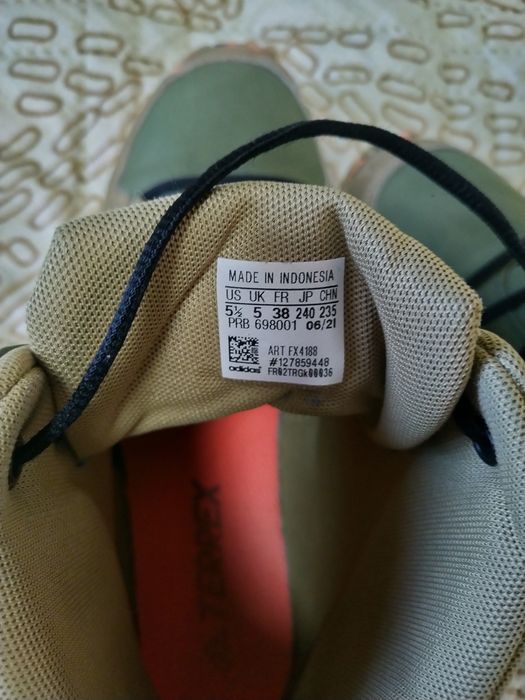 MADE IN INDONESIA
US UK FR JP CHN
5½ 5 38 240 235
PRB 698001 06/21
ART FX4188
#127859448
adidas FR02TRGk00036
TERREX